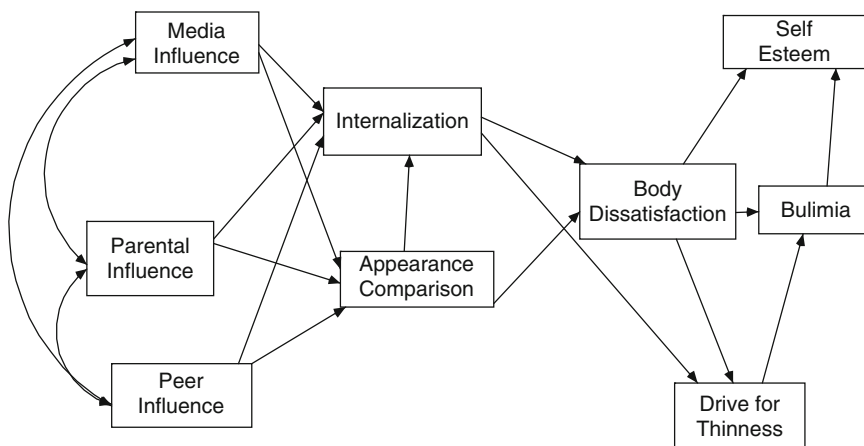 Media
Influence
Self
Esteem
Internalization
Body
Dissatisfaction
Bulimia
Parental
Influence
Appearance
Comparison
Peer
Influence
Drive for
Thinness